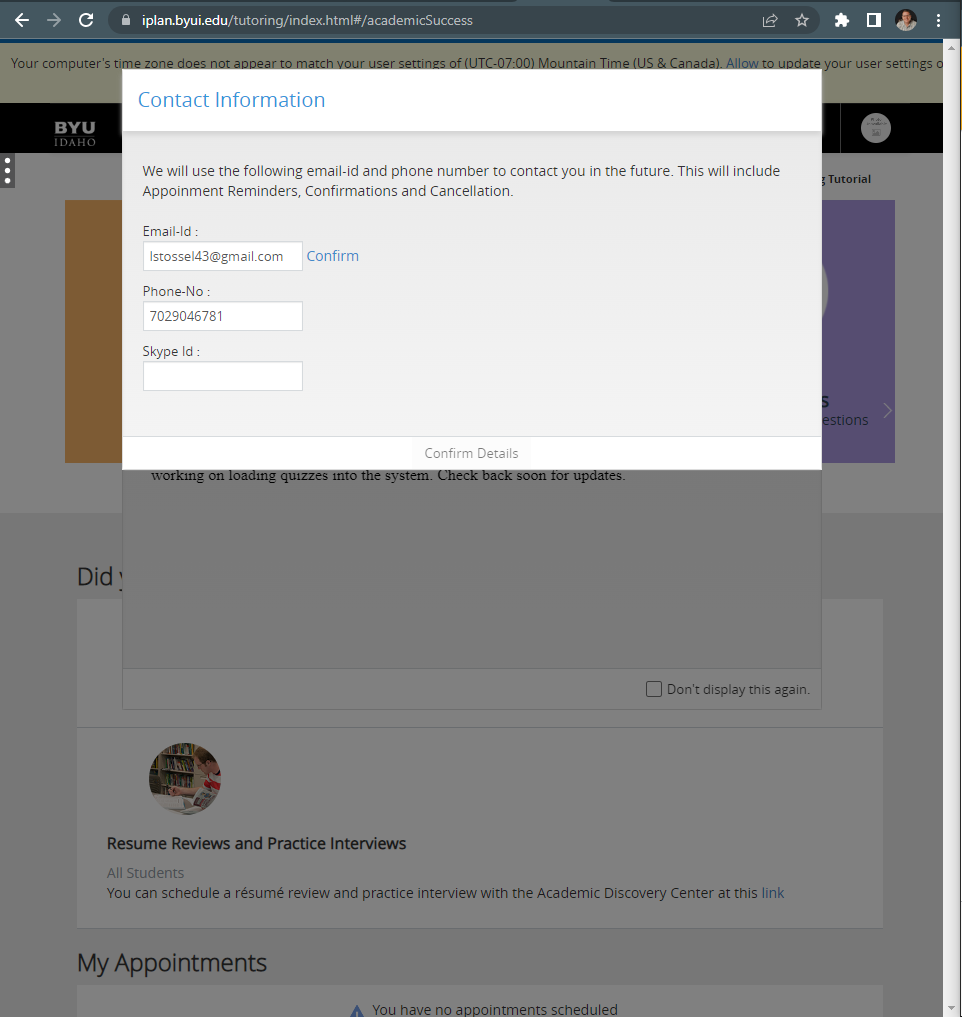 iplan.byui.edu/tutoring/index.html#/academicSuccess
Your computer's time zone does not appear to match your user settings of (UTC-07:00) Mountain Time (US & Canada). Allow to update your user settings o
Contact Information
BYU
IDAHO
We will use the following email-id and phone number to contact you in the future. This will include
Appoinment Reminders, Confirmations and Cancellation.
g Tutorial
Email-Id :
lstossel43@gmail.com Confirm
Phone-No :
7029046781
Skype Id :
s
estions
Confirm Details
working on loading quizzes into the system. Check back soon for updates.
Did y
Don't display this again.
Resume Reviews and Practice Interviews
All Students
You can schedule a résumé review and practice interview with the Academic Discovery Center at this link
My Appointments
You have no appointments scheduled